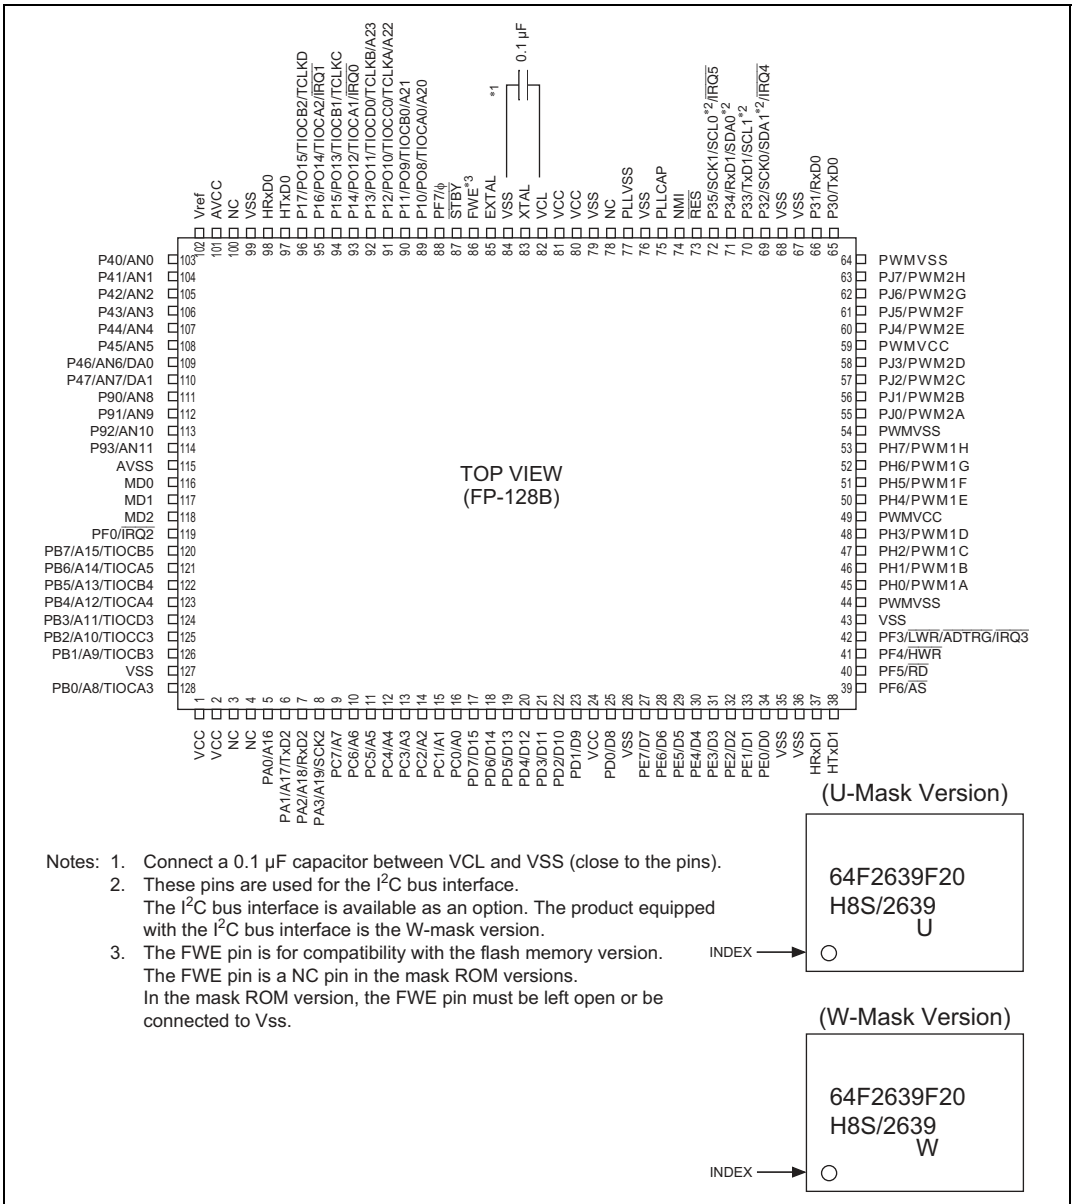 0.1 µF
*1
102 Vref
101 AVCC
100 NC
99 VSS
98 HRxD0
97 HTxD0
96 P17/PO15/TIOCB2/TCLKD
95 P16/PO14/TIOCA2/IRQ1
94 P15/PO13/TIOCB1/TCLKC
93 P14/PO12/TIOCA1/IRQ0
92 P13/PO11/TIOCD0/TCLKB/A23
91 P12/PO10/TIOCC0/TCLKA/A22
90 P11/PO9/TIOCB0/A21
89 P10/PO8/TIOCA0/A20
88 PF7/ϕ
87 STBY
86 FWE*3
85 EXTAL
84 VSS
83 XTAL
82 VCL
81 VCC
80 VCC
79 VSS
78 NC
77 PLLVSS
76 VSS
75 PLLCAP
74 NMI
73 RES
72 P35/SCK1/SCL0*2/IRQ5
71 P34/RxD1/SDA0*2
70 P33/TxD1/SCL1*2
69 P32/SCK0/SDA1*2/IRQ4
68 VSS
67 VSS
66 P31/RxD0
65 P30/TxD0
P40/AN0 103
P41/AN1 104
P42/AN2 105
P43/AN3 106
P44/AN4 107
P45/AN5 108
P46/AN6/DA0 109
P47/AN7/DA1 110
P90/AN8 111
P91/AN9 112
P92/AN10 113
P93/AN11 114
AVSS 115
MD0 116
MD1 117
MD2 118
PF0/IRQ2 119
PB7/A15/TIOCB5 120
PB6/A14/TIOCA5 121
PB5/A13/TIOCB4 122
PB4/A12/TIOCA4 123
PB3/A11/TIOCD3 124
PB2/A10/TIOCC3 125
PB1/A9/TIOCB3 126
VSS 127
PB0/A8/TIOCA3 128
TOP VIEW
(FP-128B)
64 PWMVSS
63 PJ7/PWM2H
62 PJ6/PWM2G
61 PJ5/PWM2F
60 PJ4/PWM2E
59 PWMVCC
58 PJ3/PWM2D
57 PJ2/PWM2C
56 PJ1/PWM2B
55 PJ0/PWM2A
54 PWMVSS
53 PH7/PWM1H
52 PH6/PWM1G
51 PH5/PWM1F
50 PH4/PWM1E
49 PWMVCC
48 PH3/PWM1D
47 PH2/PWM1C
46 PH1/PWM1B
45 PH0/PWM1A
44 PWMVSS
43 VSS
42 PF3/LWR/ADTRG/IRQ3
41 PF4/HWR
40 PF5/RD
39 PF6/AS
1 VCC
2 VCC
3 NC
4 NC
5 PA0/A16
6 PA1/A17/TxD2
7 PA2/A18/RxD2
8 PA3/A19/SCK2
9 PC7/A7
10 PC6/A6
11 PC5/A5
12 PC4/A4
13 PC3/A3
14 PC2/A2
15 PC1/A1
16 PC0/A0
17 PD7/D15
18 PD6/D14
19 PD5/D13
20 PD4/D12
21 PD3/D11
22 PD2/D10
23 PD1/D9
24 VCC
25 PD0/D8
26 VSS
27 PE7/D7
28 PE6/D6
29 PE5/D5
30 PE4/D4
31 PE3/D3
32 PE2/D2
33 PE1/D1
34 PE0/D0
35 VSS
36 VSS
37 HRxD1
38 HTxD1
Notes: 1. Connect a 0.1 µF capacitor between VCL and VSS (close to the pins).
2. These pins are used for the I2C bus interface.
The I2C bus interface is available as an option. The product equipped
with the I2C bus interface is the W-mask version.
3. The FWE pin is for compatibility with the flash memory version.
The FWE pin is a NC pin in the mask ROM versions.
In the mask ROM version, the FWE pin must be left open or be
connected to Vss.
(U-Mask Version)
64F2639F20
H8S/2639
U
INDEX
(W-Mask Version)
64F2639F20
H8S/2639
W
INDEX